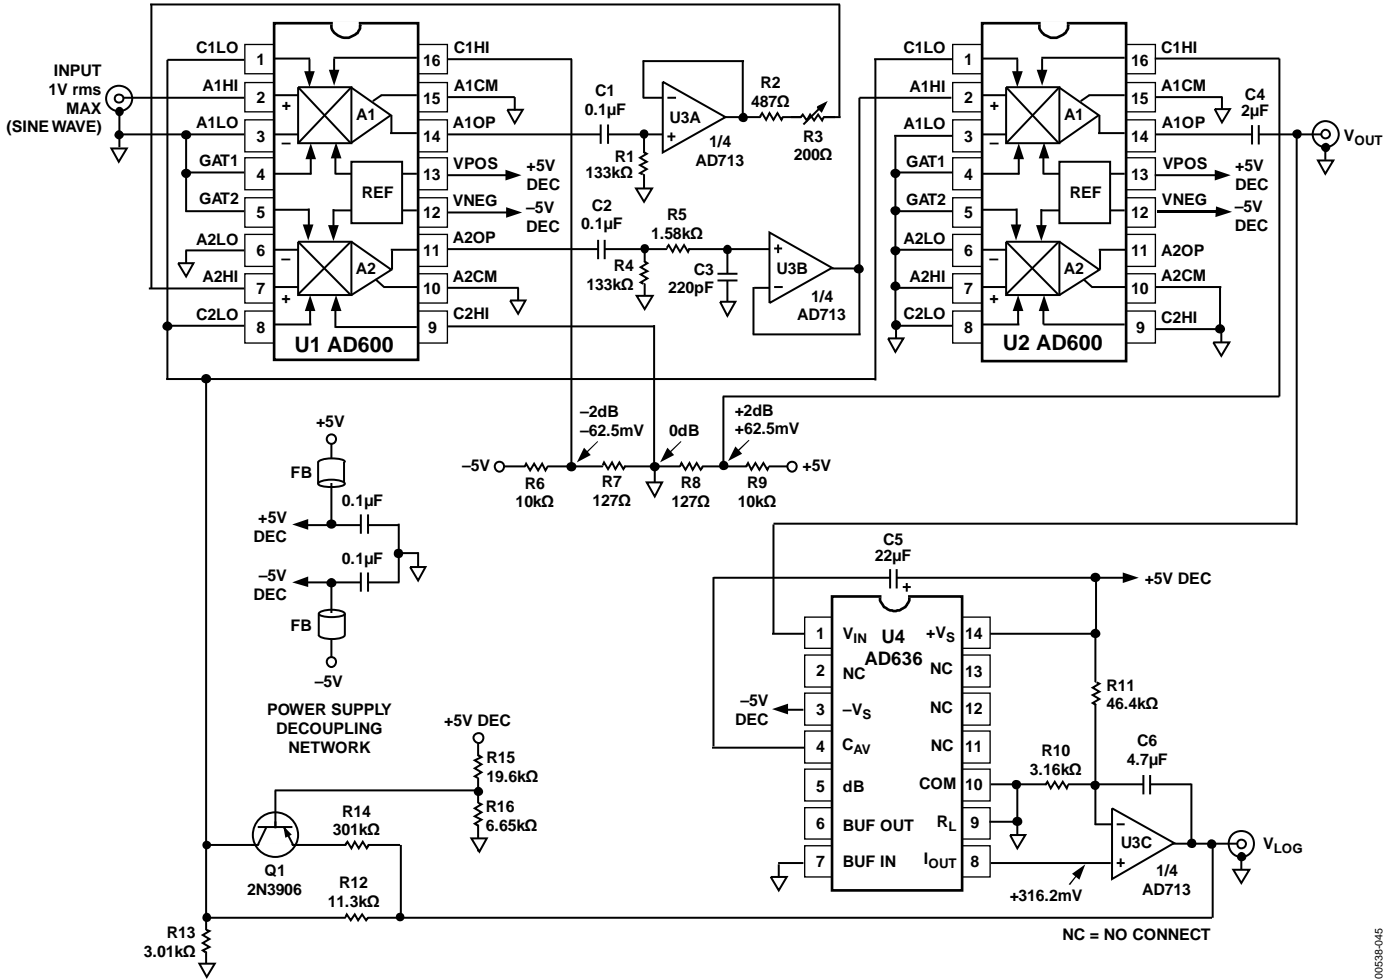 INPUT
1V rms
MAX
(SINE WAVE)
C1LO
A1HI
A1LO
GAT1
GAT2
A2LO
A2HI
C2LO
1
2
3
4
5
6
7
8
+
–
A1
REF
–
+
A2
16
15
14
13
12
11
10
9
U1 AD600
C1HI
A1CM
A1OP
VPOS
VNEG
A2OP
A2CM
C2HI
+5V
DEC
–5V
DEC
C1
0.1µF
R1
133kΩ
–
+
U3A
1/4
AD713
R2
487Ω
R3
200Ω
C2
0.1µF
R5
1.58kΩ
R4
133kΩ
C3
220pF
+
–
U3B
1/4
AD713
C1LO
A1HI
A1LO
GAT1
GAT2
A2LO
A2HI
C2LO
1
2
3
4
5
6
7
8
+
–
A1
REF
–
+
A2
16
15
14
13
12
11
10
9
U2 AD600
C1HI
A1CM
A1OP
VPOS
VNEG
A2OP
A2CM
C2HI
+5V
DEC
–5V
DEC
C4
2µF
VOUT
–2dB
–62.5mV
0dB
+2dB
+62.5mV
–5V
R6
10kΩ
R7
127Ω
R8
127Ω
R9
10kΩ
+5V
+5V
FB
0.1µF
+5V
DEC
0.1µF
–5V
DEC
FB
–5V
POWER SUPPLY
DECOUPLING
NETWORK
+5V DEC
R15
19.6kΩ
R16
6.65kΩ
R14
301kΩ
Q1
2N3906
R12
11.3kΩ
R13
3.01kΩ
C5
22µF
+
+5V DEC
U4
AD636
1
2
3
4
5
6
7
VIN
NC
–VS
CAV
dB
BUF OUT
BUF IN
+VS
NC
NC
NC
COM
RL
IOUT
14
13
12
11
10
9
8
–5V
DEC
R11
46.4kΩ
R10
3.16kΩ
C6
4.7µF
–
+
U3C
1/4
AD713
+316.2mV
VLOG
NC = NO CONNECT
00538-045